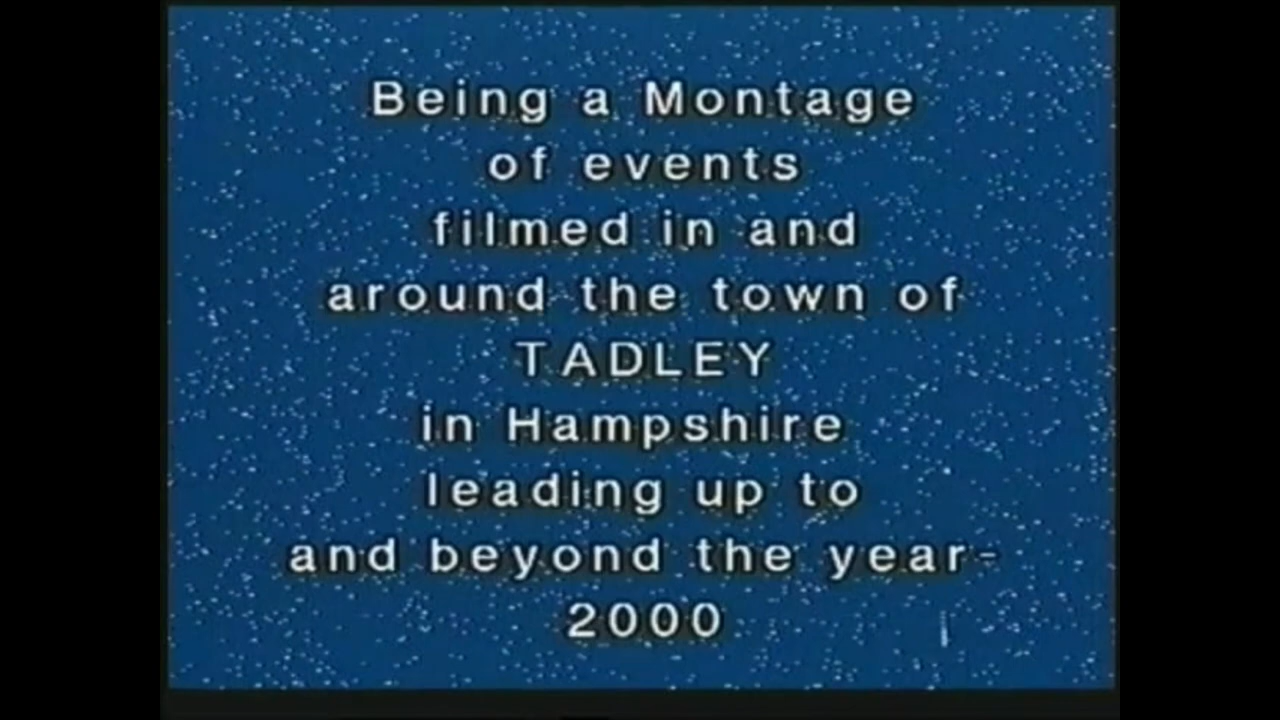 Being a Montage
of events
filmed in and
around the town of
TADLEY
in Hampshire
leading up to
and beyond the year-
2000